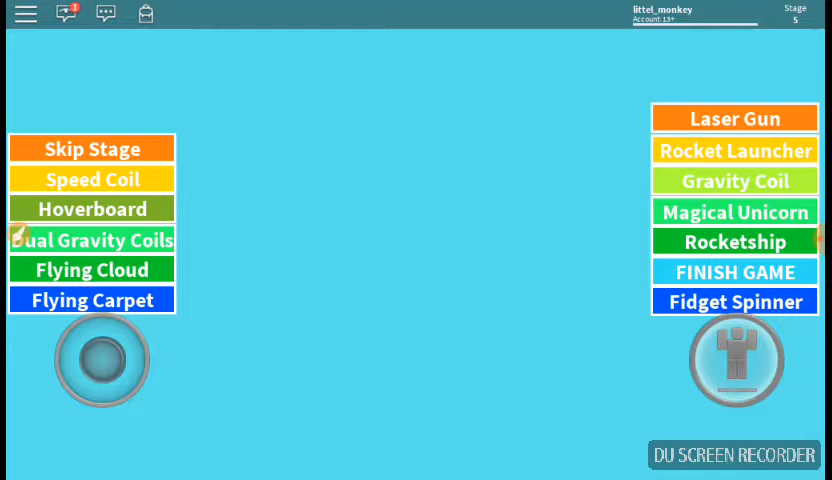 1
littel_monkey
Account: 13+
Stage
5
Skip Stage
Speed Coil
Hoverboard
Dual Gravity Coils
Flying Cloud
Flying Carpet
Laser Gun
Rocket Launcher
Gravity Coil
Magical Unicorn
Rocketship
FINISH GAME
Fidget Spinner
DU SCREEN RECORDER